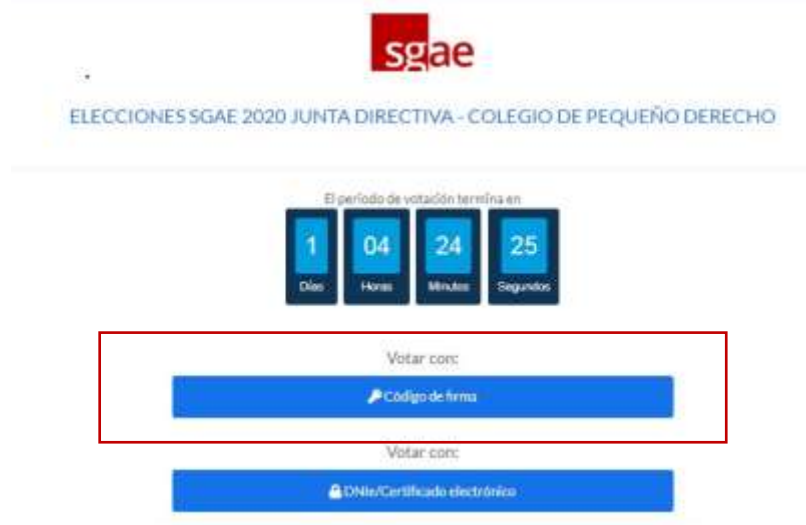 sgae
ELECCIONES SGAE 2020 JUNTA DIRECTIVA - COLEGIO DE PEQUEÑO DERECHO
El periodo de votación termina en
1 04 24 25
Días Horas Minutos Segundos
Votar con:
Código de firma
Votar con:
DNIe/Certificado electrónico